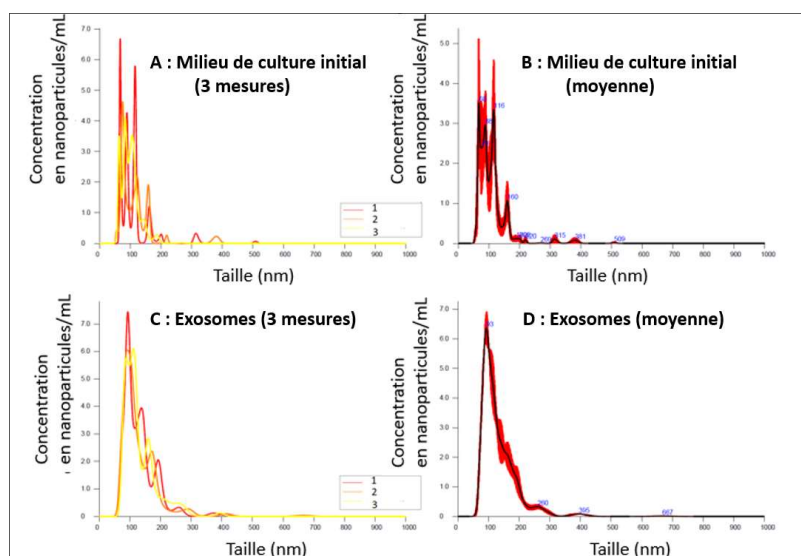 A : Milieu de culture initial
(3 mesures)
Concentration
en nanoparticules/mL
7.0
6.0
5.0
4.0
3.0
2.0
1.0
0
0 100 200 300 400 500 600 700 800 900 1000
Taille (nm)
1
2
3
B : Milieu de culture initial
(moyenne)
Concentration
en nanoparticules/mL
5.0
4.0
3.0
2.0
1.0
0
116
160
220
260
315
381
509
0 100 200 300 400 500 600 700 800 900 1000
Taille (nm)
C : Exosomes (3 mesures)
Concentration
en nanoparticules/mL
7.0
6.0
5.0
4.0
3.0
2.0
1.0
0
0 100 200 300 400 500 600 700 800 900 1000
Taille (nm)
1
2
3
D : Exosomes (moyenne)
Concentration
en nanoparticules/mL
7.0
6.0
5.0
4.0
3.0
2.0
1.0
0
93
260
395
667
0 100 200 300 400 500 600 700 800 900 1000
Taille (nm)